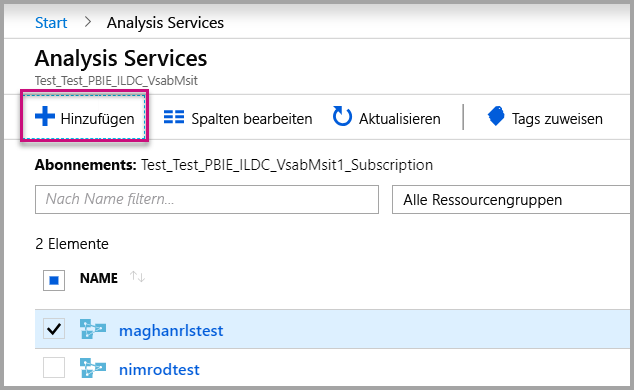 Start > Analysis Services
Analysis Services
Test_Test_PBIE_ILDC_VsabMsit
Hinzufügen Spalten bearbeiten Aktualisieren Tags zuweisen
Abonnements: Test_Test_PBIE_ILDC_VsabMsit1_Subscription
Nach Name filtern... Alle Ressourcengruppen
2 Elemente
NAME
maghanrlstest
nimrodtest